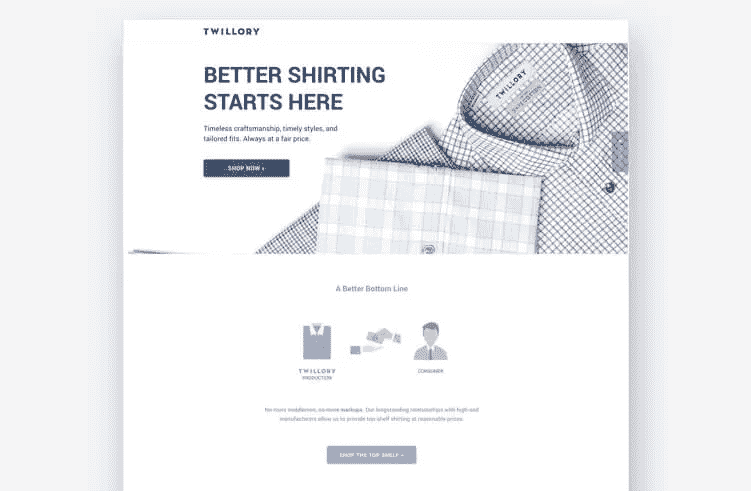 TWILLORY
BETTER SHIRTING
STARTS HERE
Timeless craftsmanship, timely styles, and
tailored fits. Always at a fair price.
SHOP NOW ›
TWILLORY
A Better Bottom Line
TWILLORY
PRODUCTION
CONSUMER
No more middlemen, no more markups. Our longstanding relationships with high-end
manufacturers allow us to provide top shelf shirting at reasonable prices.
SHOP THE TOP SHELF ›